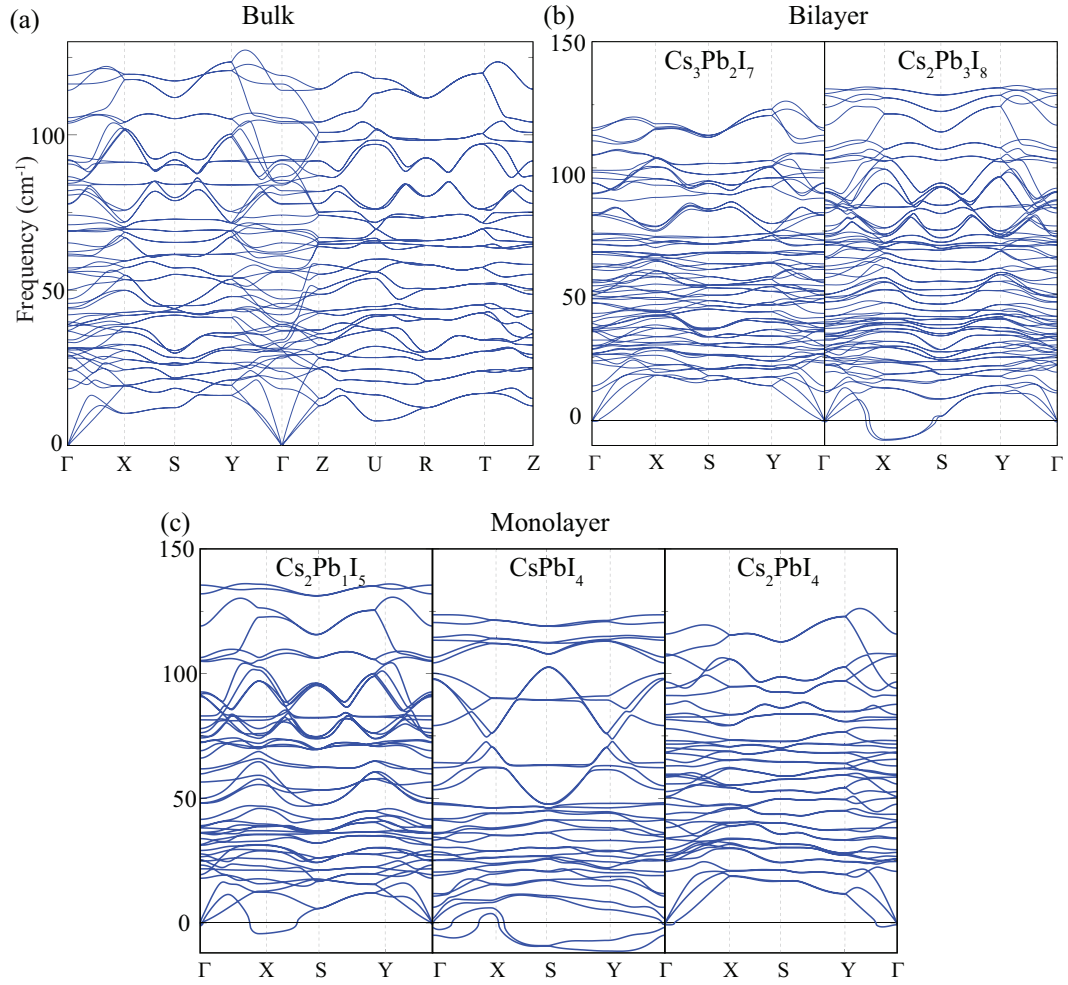 (a) Bulk
(b) Bilayer
Frequency (cm⁻¹)
100
50
0
Γ X S Y Γ Z U R T Z
150
100
50
0
Cs₃Pb₂I₇
Cs₂Pb₃I₈
Γ X S Y Γ X S Y Γ
(c) Monolayer
150
100
50
0
Cs₂Pb₁I₅
CsPbI₄
Cs₂PbI₄
Γ X S Y Γ X S Y Γ X S Y Γ